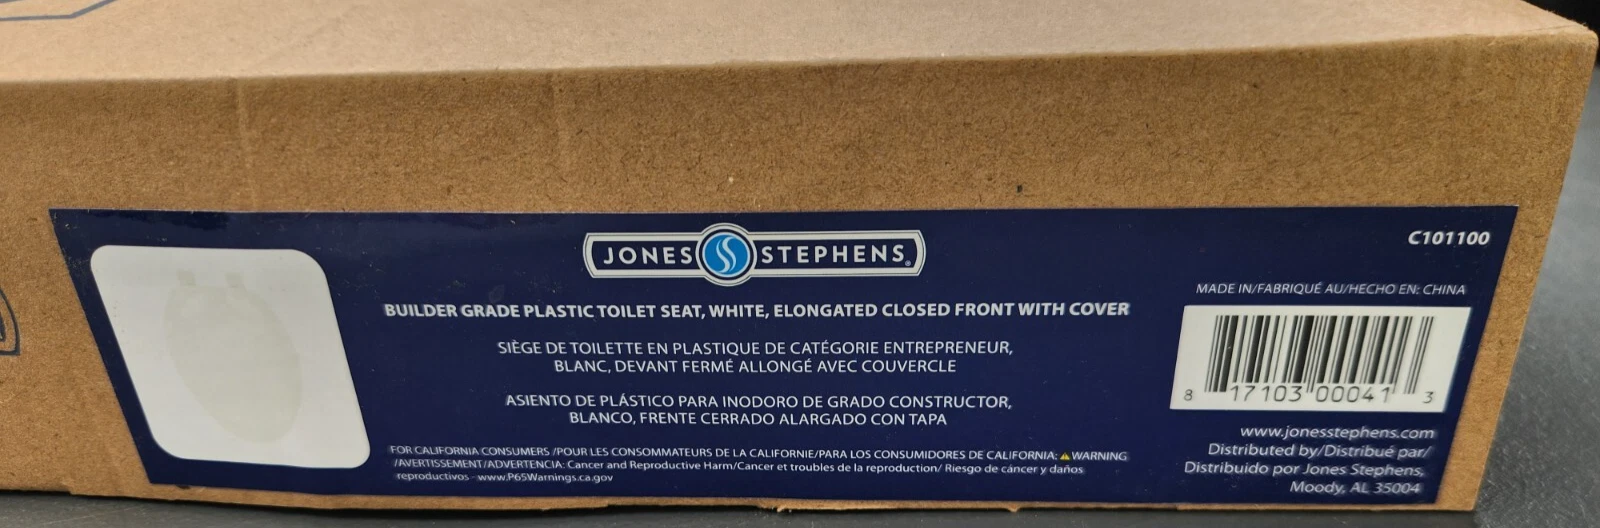 JONES STEPHENS®
BUILDER GRADE PLASTIC TOILET SEAT, WHITE, ELONGATED CLOSED FRONT WITH COVER
SIÈGE DE TOILETTE EN PLASTIQUE DE CATÉGORIE ENTREPRENEUR,
BLANC, DEVANT FERMÉ ALLONGÉ AVEC COUVERCLE
ASIENTO DE PLÁSTICO PARA INODORO DE GRADO CONSTRUCTOR,
BLANCO, FRENTE CERRADO ALARGADO CON TAPA
FOR CALIFORNIA CONSUMERS /POUR LES CONSOMMATEURS DE LA CALIFORNIE/PARA LOS CONSUMIDORES DE CALIFORNIA: ⚠ WARNING
/AVERTISSEMENT/ADVERTENCIA: Cancer and Reproductive Harm/Cancer et troubles de la reproduction/ Riesgo de cáncer y daños
reproductivos - www.P65Warnings.ca.gov
C101100
MADE IN/FABRIQUÉ AU/HECHO EN: CHINA
8 17103 00041 3
www.jonesstephens.com
Distributed by/Distribué par/
Distribuido por Jones Stephens,
Moody, AL 35004